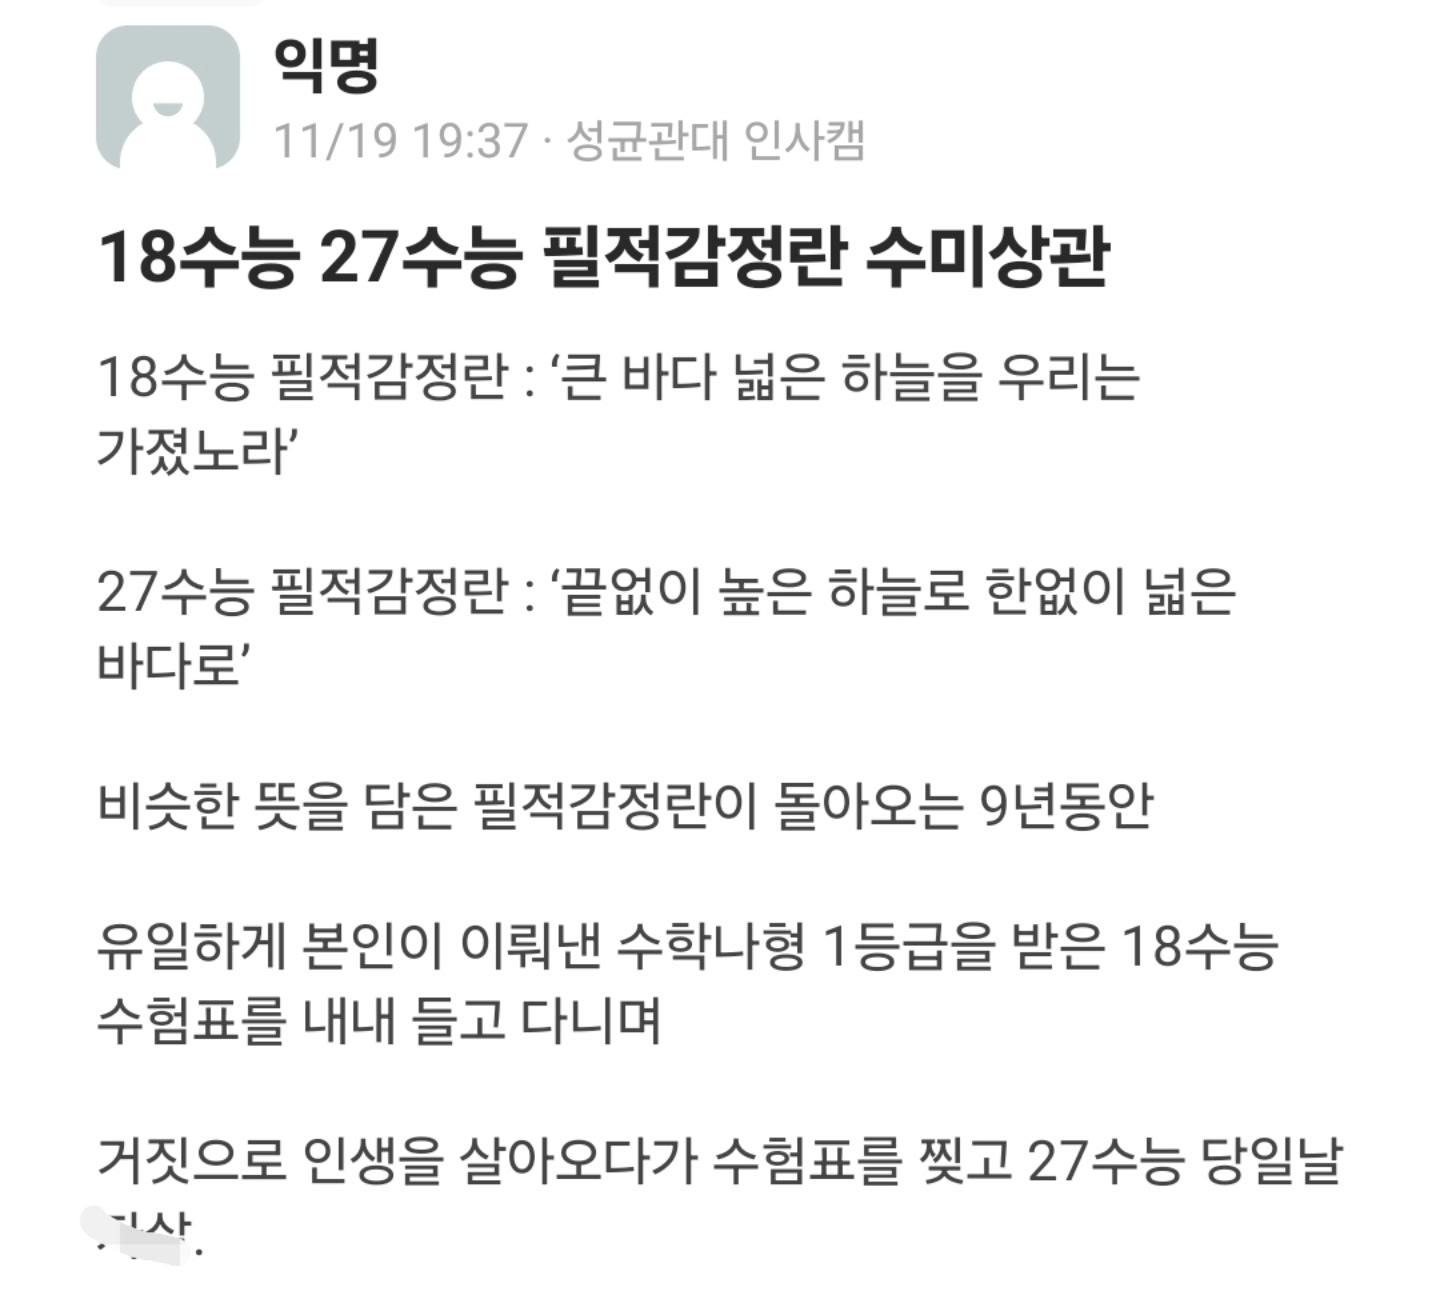 익명
11/19 19:37 · 성균관대 인사캠
18수능 27수능 필적감정란 수미상관
18수능 필적감정란 : ‘큰 바다 넓은 하늘을 우리는
가졌노라’
27수능 필적감정란 : ‘끝없이 높은 하늘로 한없이 넓은
바다로’
비슷한 뜻을 담은 필적감정란이 돌아오는 9년동안
유일하게 본인이 이뤄낸 수학나형 1등급을 받은 18수능
수험표를 내내 들고 다니며
거짓으로 인생을 살아오다가 수험표를 찢고 27수능 당일날